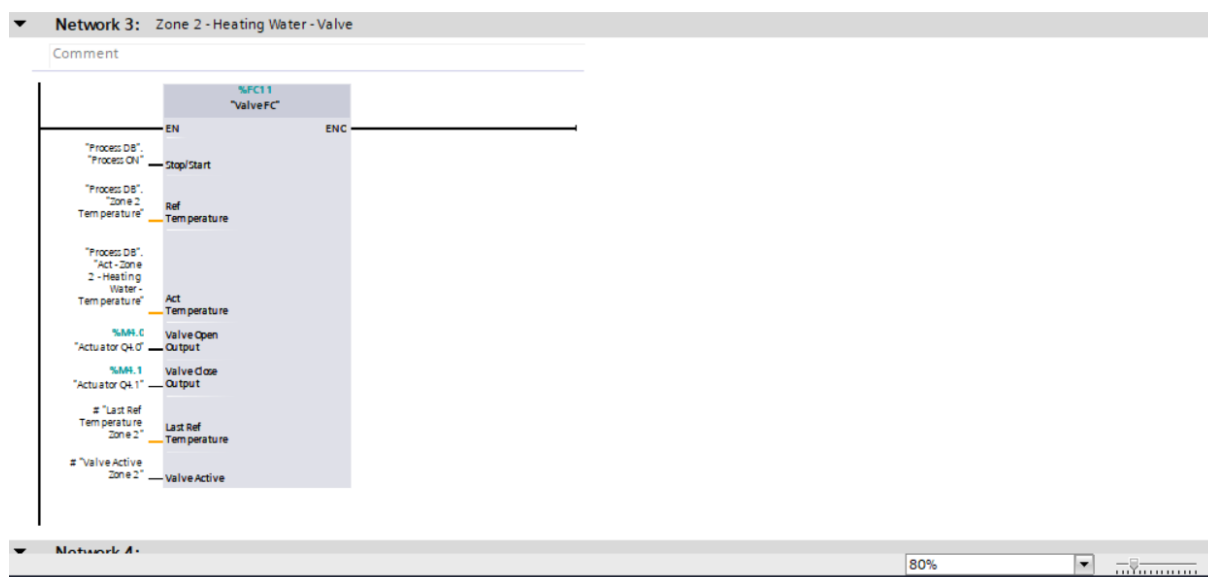 Network 3: Zone 2 - Heating Water - Valve
Comment
%FC11
"Valve FC"
EN
ENC
"Process DB".
"Process ON"
Stop/Start
"Process DB".
"Zone 2
Temperature"
Ref
Temperature
"Process DB".
"Act - Zone
2 - Heating
Water -
Temperature"
Act
Temperature
%M4.0
"Actuator Q4.0"
Valve Open
Output
%M4.1
"Actuator Q4.1"
Valve Close
Output
# "Last Ref
Temperature
Zone 2"
Last Ref
Temperature
# "Valve Active
Zone 2"
Valve Active
Network 4:
80%